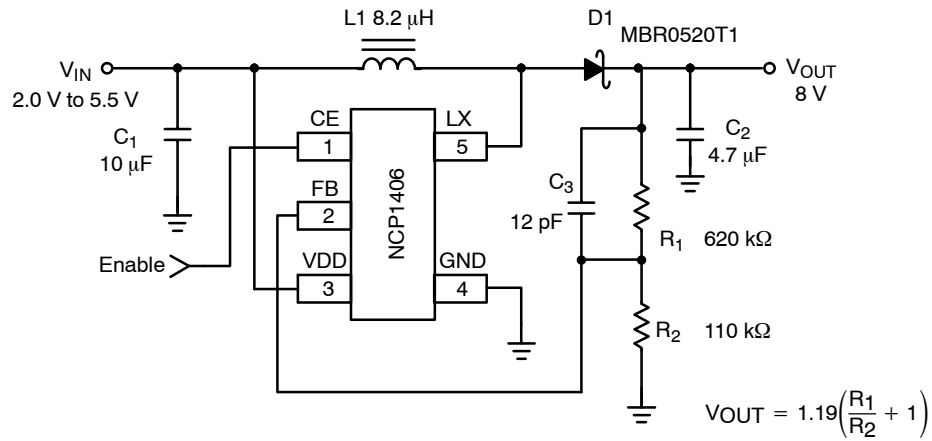 L1 8.2 µH
D1
MBR0520T1
VIN
2.0 V to 5.5 V
VOUT
8 V
C1
10 µF
CE
1
LX
5
C2
4.7 µF
FB
2
NCP1406
C3
12 pF
R1 620 kΩ
Enable
VDD
3
GND
4
R2 110 kΩ
VOUT = 1.19(R1/R2 + 1)